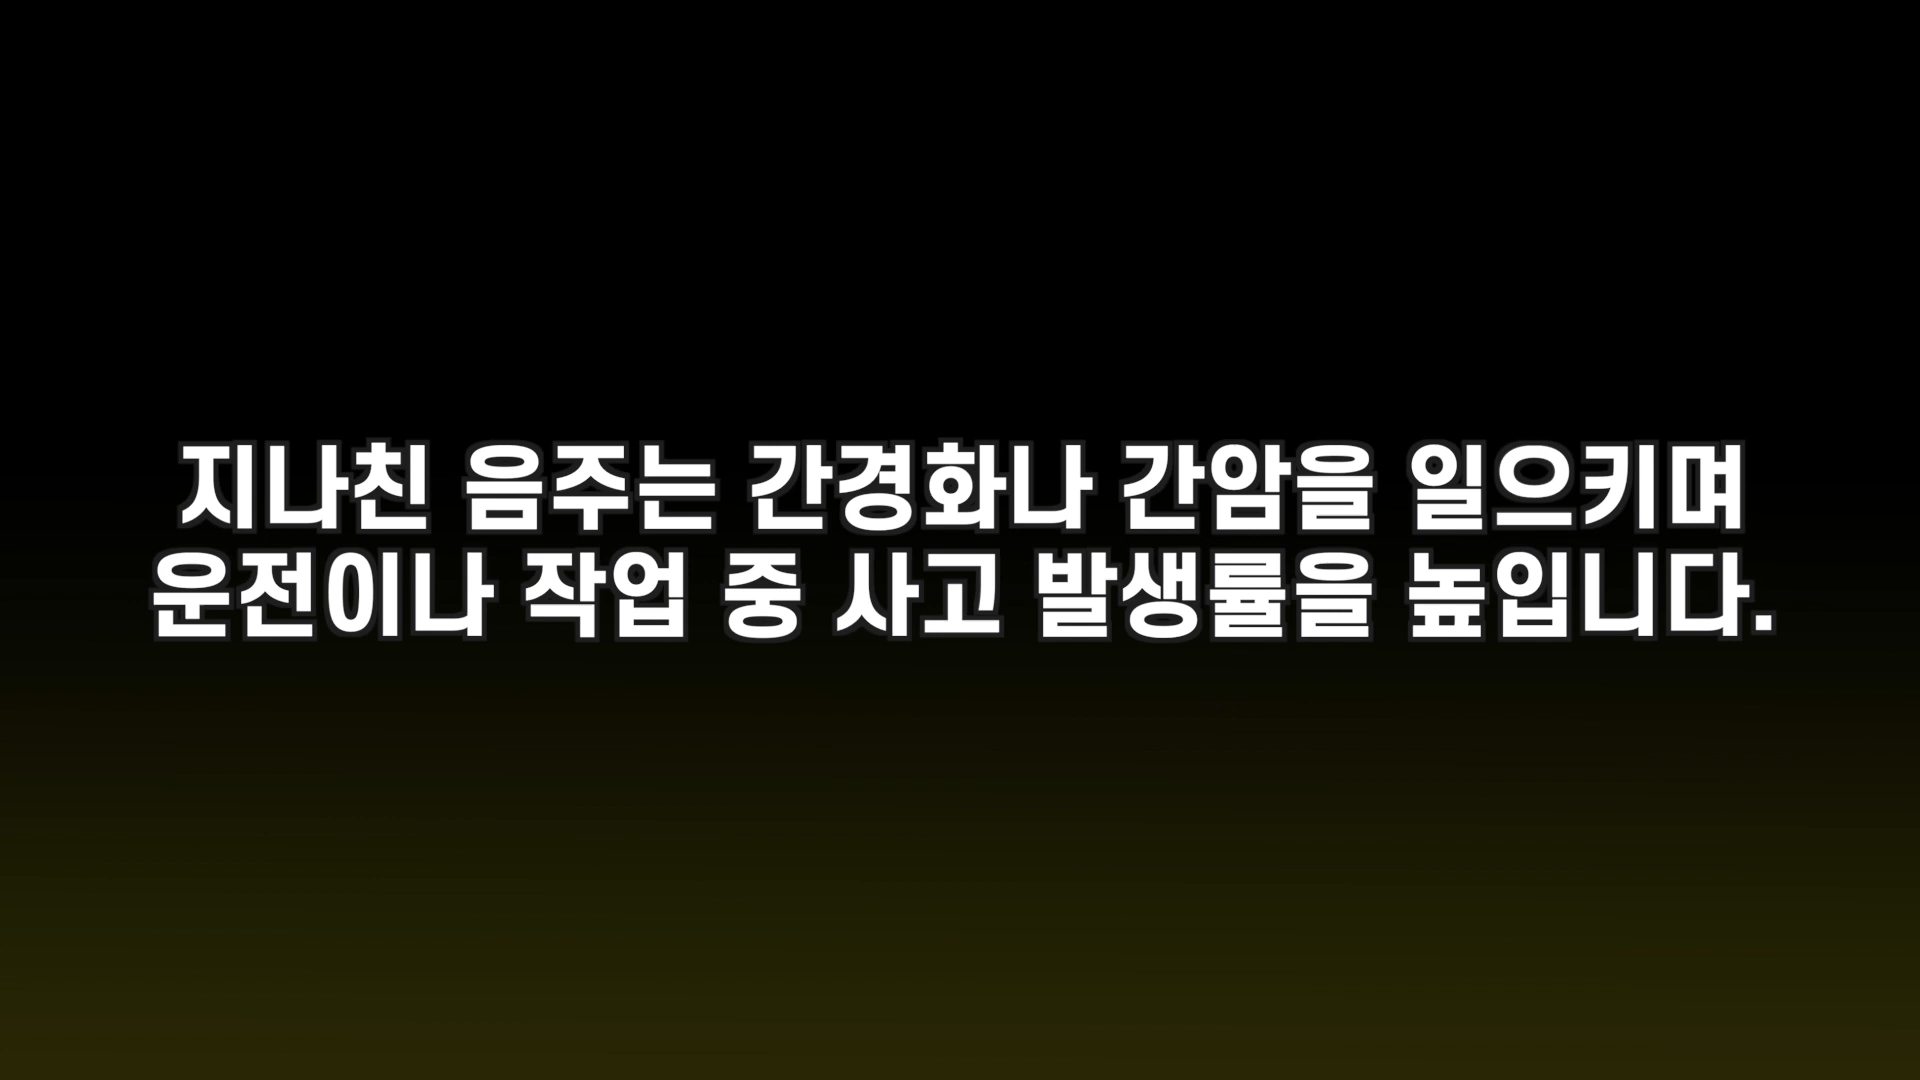 지나친 음주는 간경화나 간암을 일으키며
운전이나 작업 중 사고 발생률을 높입니다.